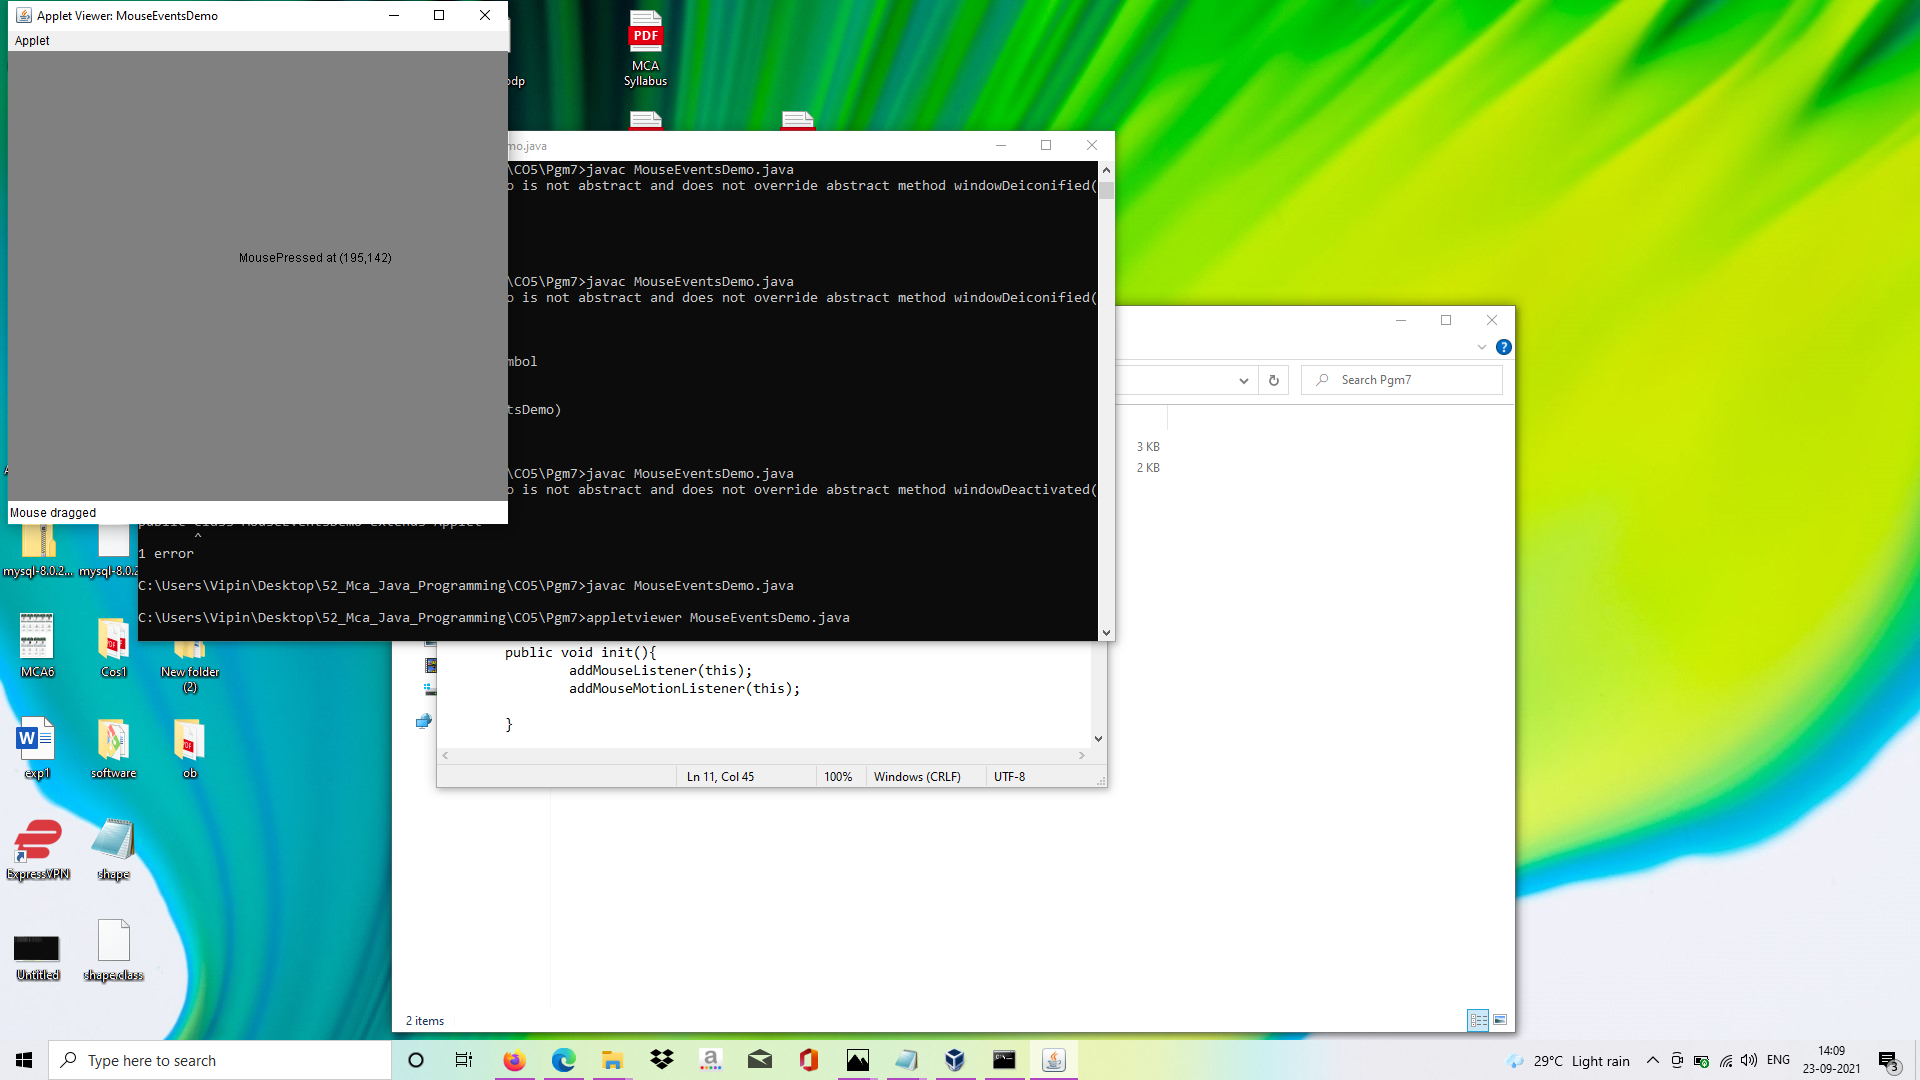 Applet Viewer: MouseEventsDemo
Applet
MousePressed at (195,142)
Mouse dragged
PDF
MCA
Syllabus
mo.java
\CO5\Pgm7>javac MouseEventsDemo.java
o is not abstract and does not override abstract method windowDeiconified(
\CO5\Pgm7>javac MouseEventsDemo.java
o is not abstract and does not override abstract method windowDeiconified(
mbol
tsDemo)
\CO5\Pgm7>javac MouseEventsDemo.java
o is not abstract and does not override abstract method windowDeactivated(
public class MouseEventsDemo extends Applet
^
1 error
C:\Users\Vipin\Desktop\52_Mca_Java_Programming\CO5\Pgm7>javac MouseEventsDemo.java
C:\Users\Vipin\Desktop\52_Mca_Java_Programming\CO5\Pgm7>appletviewer MouseEventsDemo.java
Search Pgm7
3 KB
2 KB
public void init(){
addMouseListener(this);
addMouseMotionListener(this);
}
Ln 11, Col 45
100%
Windows (CRLF)
UTF-8
2 items
mysql-8.0.2...
mysql-8.0.2
MCA6
Cos1
New folder
(2)
exp1
software
ob
ExpressVPN
shape
Untitled
shape.class
Type here to search
29°C Light rain
ENG
14:09
23-09-2021
3